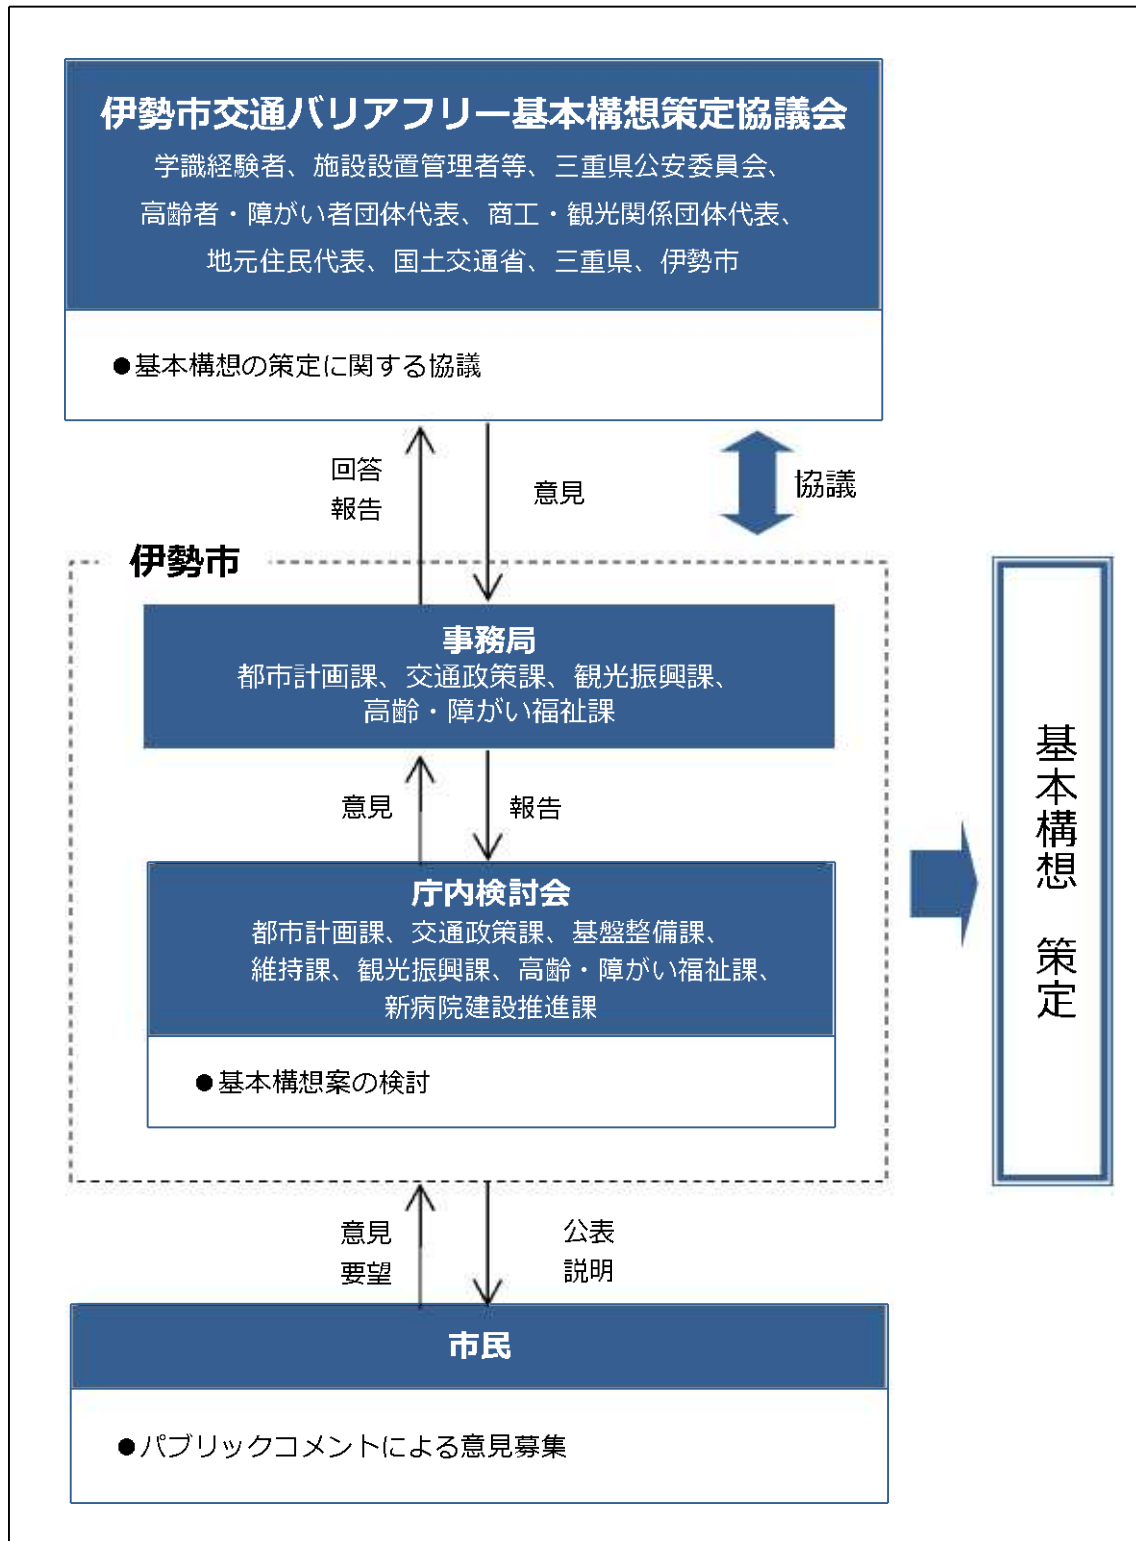 伊勢市交通バリアフリー基本構想策定協議会
学識経験者、施設設置管理者等、三重県公安委員会、
高齢者・障がい者団体代表、商工・観光関係団体代表、
地元住民代表、国土交通省、三重県、伊勢市
●基本構想の策定に関する協議
回答
報告
意見
協議
伊勢市
事務局
都市計画課、交通政策課、観光振興課、
高齢・障がい福祉課
意見
報告
庁内検討会
都市計画課、交通政策課、基盤整備課、
維持課、観光振興課、高齢・障がい福祉課、
新病院建設推進課
●基本構想案の検討
基本構想 策定
意見
要望
公表
説明
市民
●パブリックコメントによる意見募集